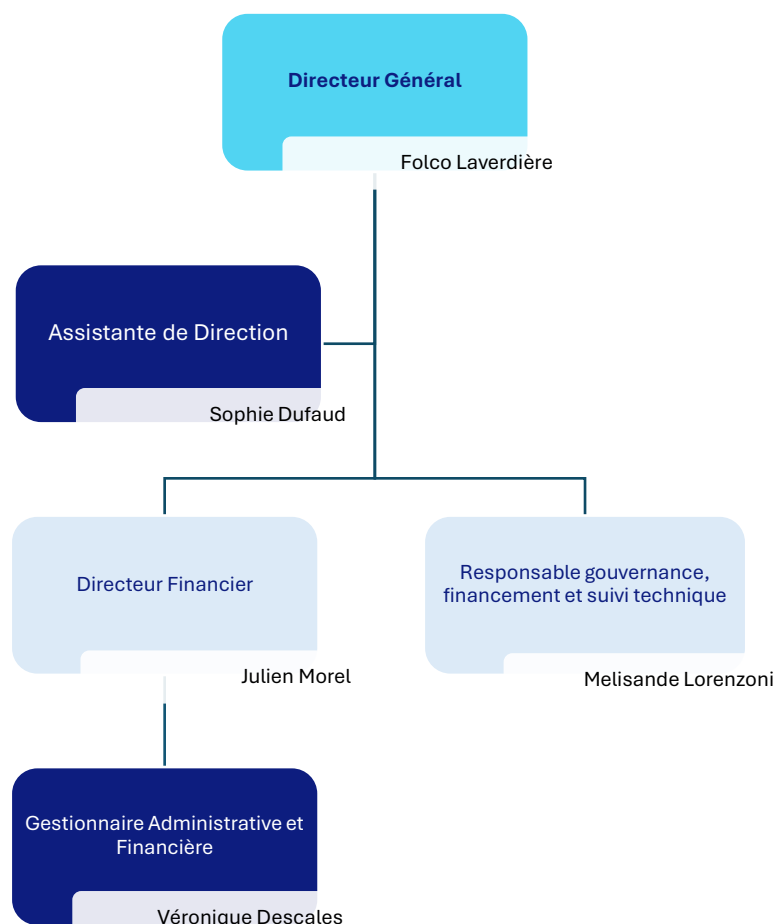 Directeur Général
Folco Laverdière
Assistante de Direction
Sophie Dufaud
Directeur Financier
Julien Morel
Responsable gouvernance,
financement et suivi technique
Melisande Lorenzoni
Gestionnaire Administrative et
Financière
Véronique Descales